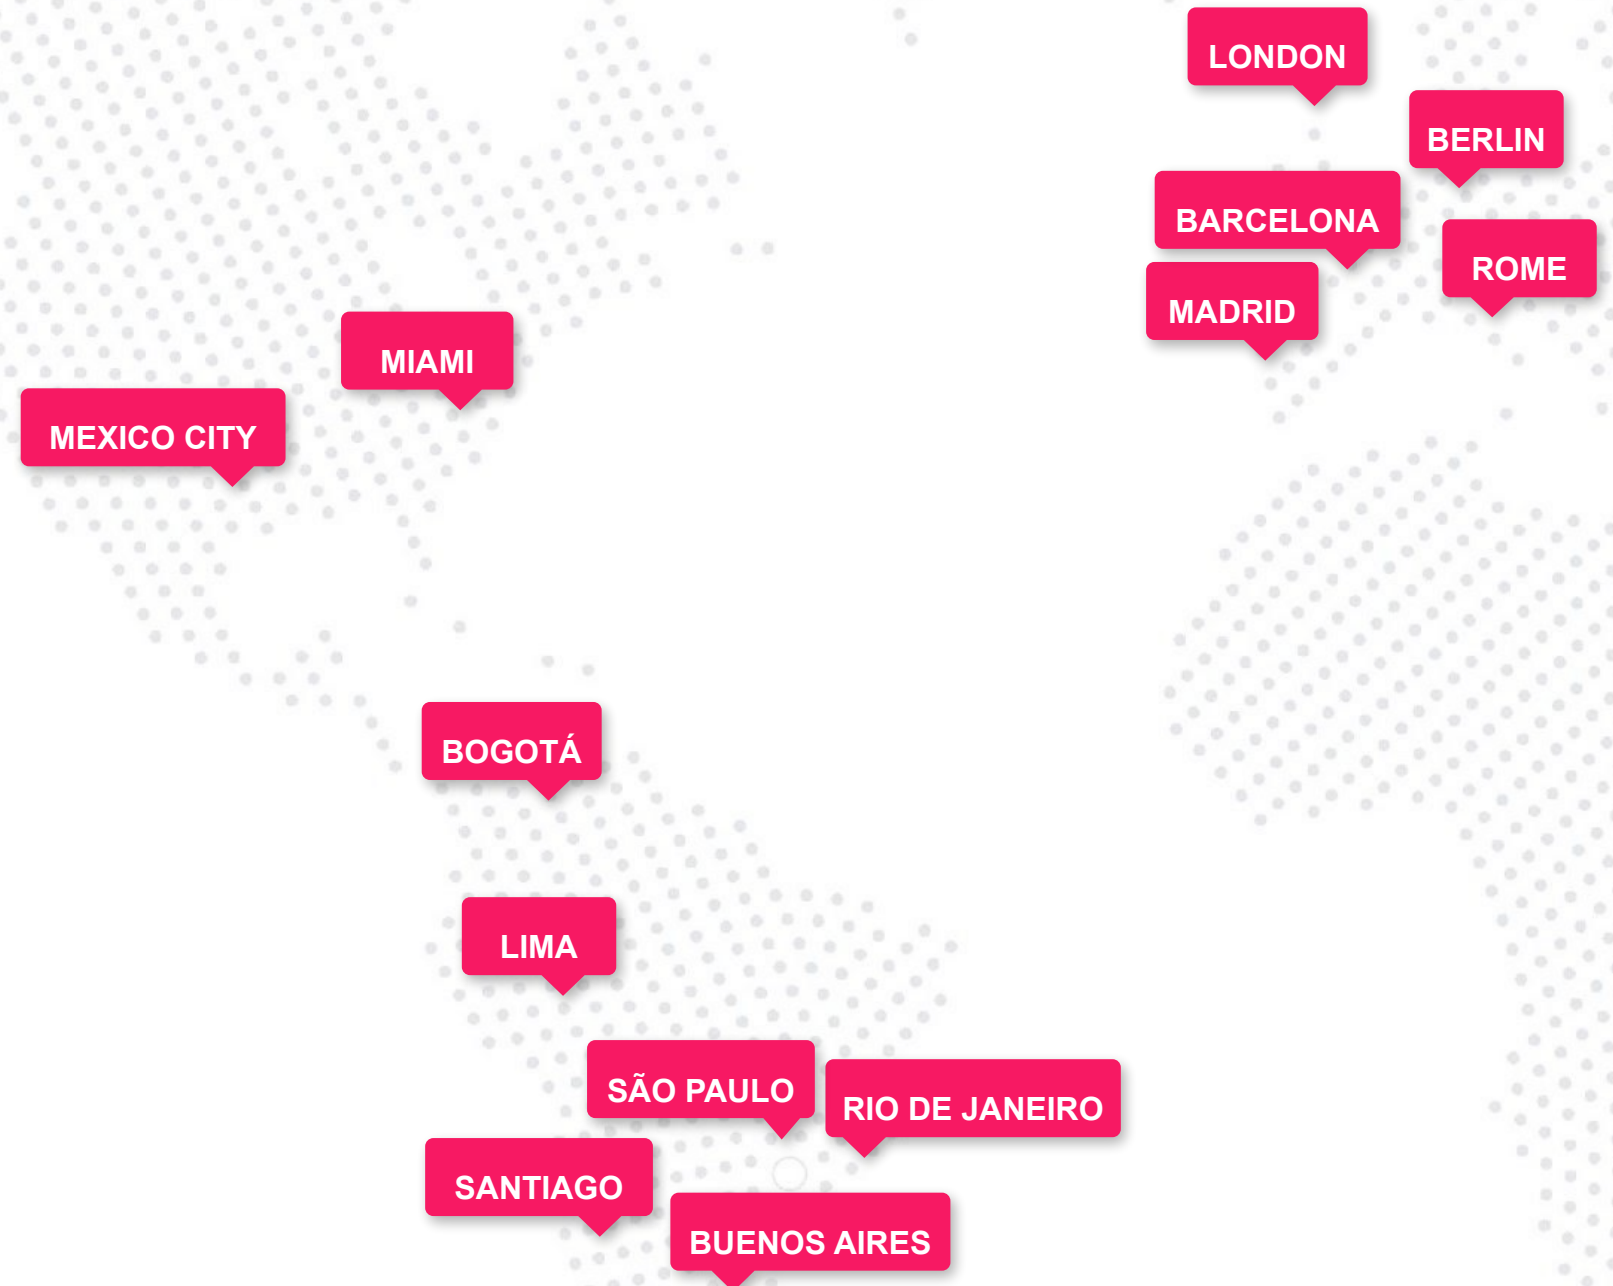 LONDON
BERLIN
BARCELONA
ROME
MADRID
MIAMI
MEXICO CITY
BOGOTÁ
LIMA
SÃO PAULO
RIO DE JANEIRO
SANTIAGO
BUENOS AIRES